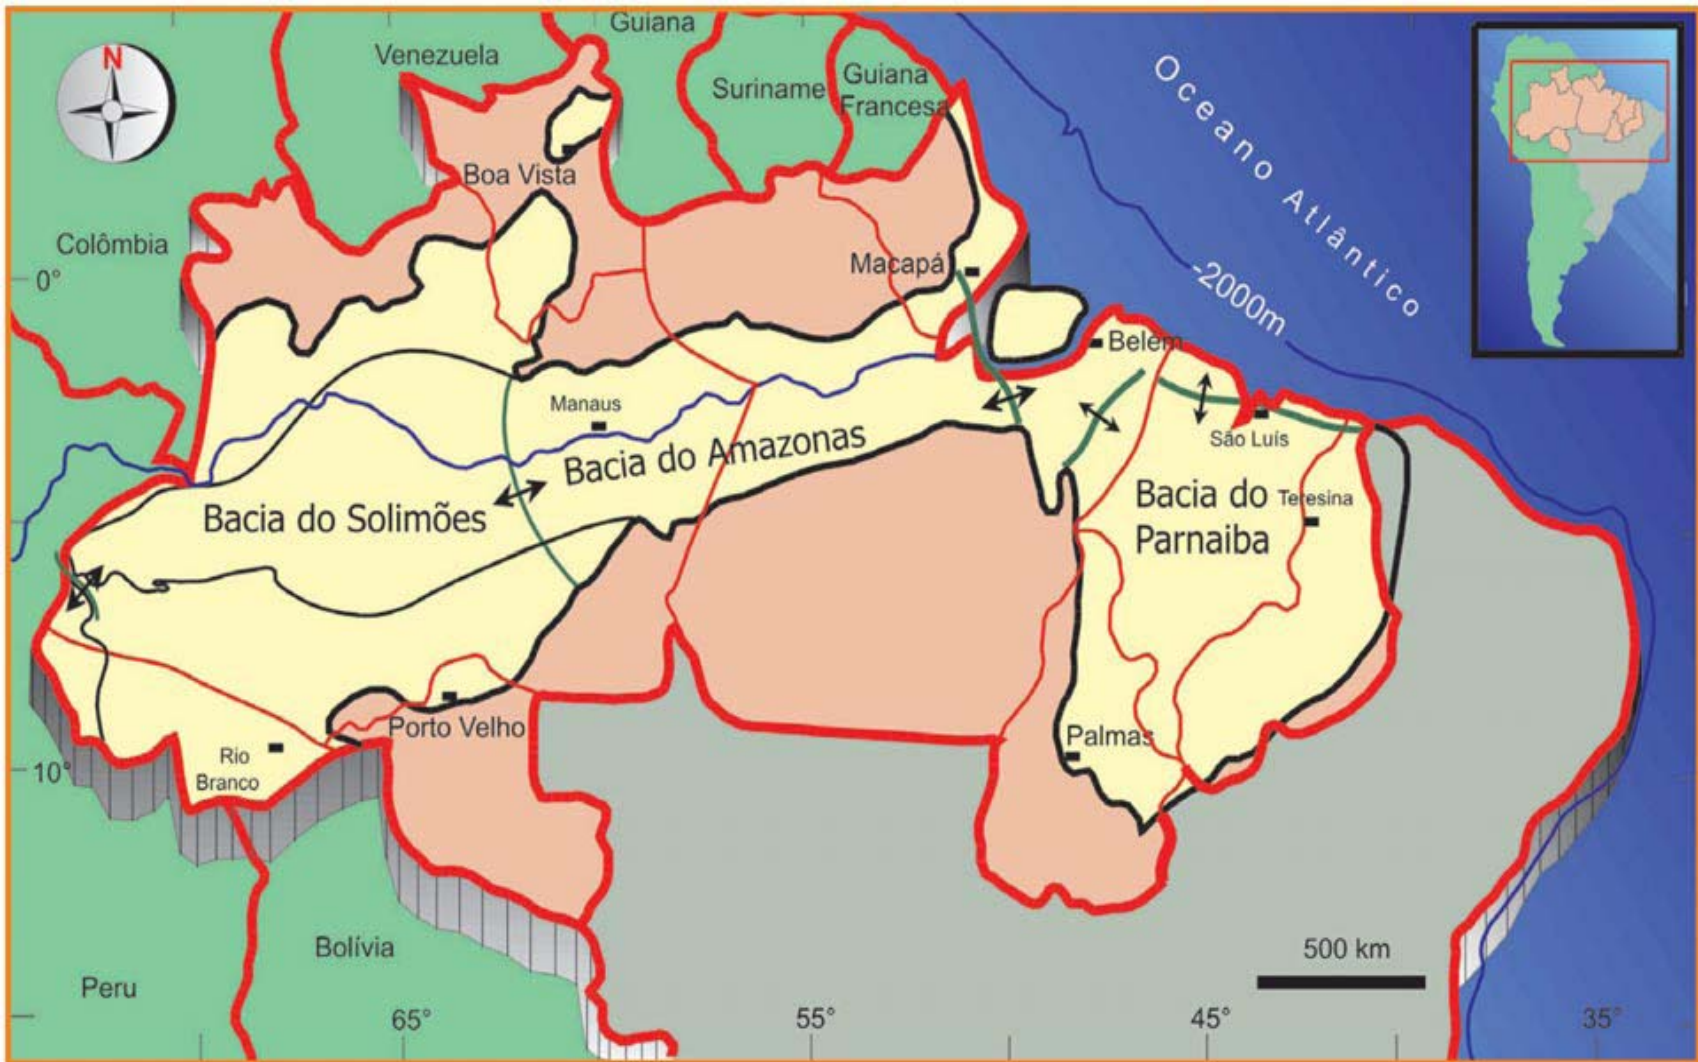 Guiana
Venezuela
N
Suriname
Guiana
Francesa
Oceano Atlântico
Boa Vista
Colômbia
Macapá
0°
-2000m
Belém
Manaus
São Luís
Bacia do Amazonas
Bacia do Solimões
Bacia do
Parnaiba
Teresina
Porto Velho
Palmas
Rio
Branco
10°
Bolívia
500 km
Peru
65°
55°
45°
35°